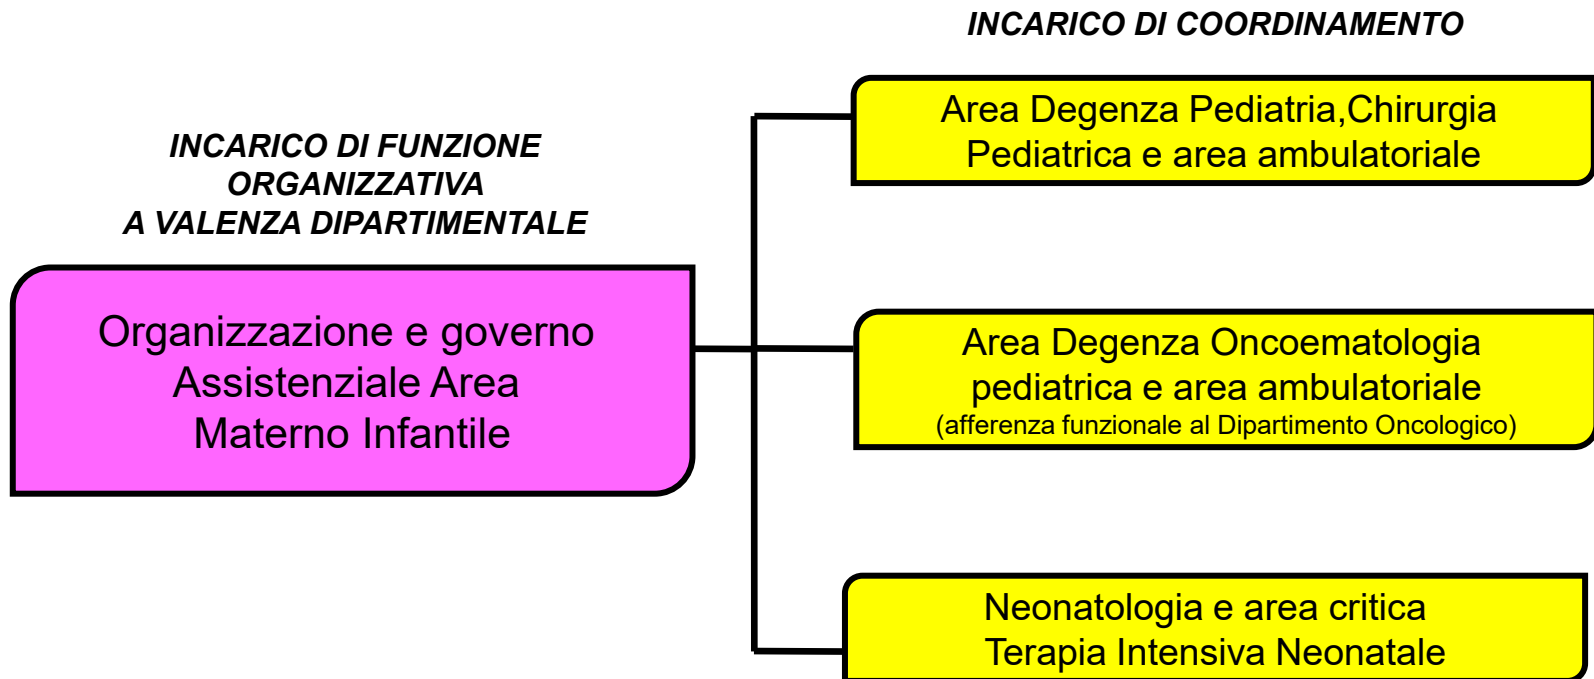 INCARICO DI COORDINAMENTO
INCARICO DI FUNZIONE
ORGANIZZATIVA
A VALENZA DIPARTIMENTALE
Organizzazione e governo
Assistenziale Area
Materno Infantile
Area Degenza Pediatria,Chirurgia
Pediatrica e area ambulatoriale
Area Degenza Oncoematologia
pediatrica e area ambulatoriale
(afferenza funzionale al Dipartimento Oncologico)
Neonatologia e area critica
Terapia Intensiva Neonatale